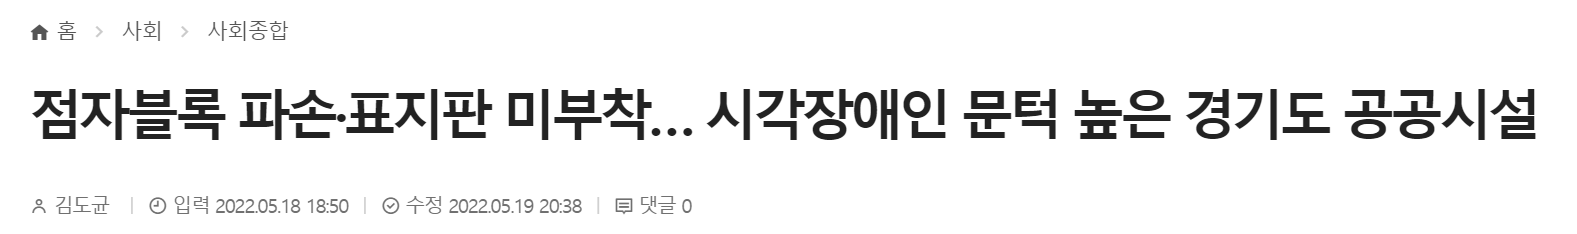 홈 > 사회 > 사회종합
점자블록 파손·표지판 미부착… 시각장애인 문턱 높은 경기도 공공시설
김도균 | 입력 2022.05.18 18:50 | 수정 2022.05.19 20:38 | 댓글 0